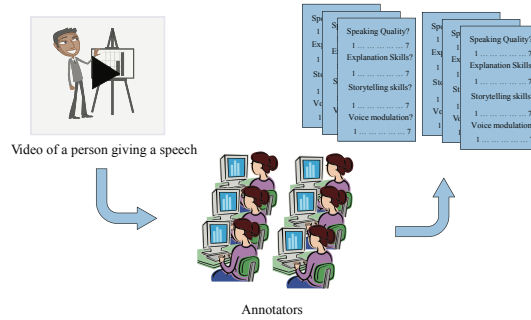 Video of a person giving a speech
Speaking Quality?
1 ... ... ... ... ... 7
Explanation Skills?
1 ... ... ... ... ... 7
Storytelling skills?
1 ... ... ... ... ... 7
Voice modulation?
1 ... ... ... ... ... 7
Speaking Quality?
1 ... ... ... ... ... 7
Explanation Skills?
1 ... ... ... ... ... 7
Storytelling skills?
1 ... ... ... ... ... 7
Voice modulation?
1 ... ... ... ... ... 7
Annotators